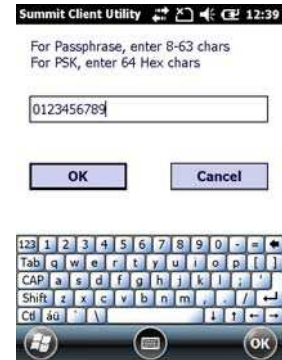 Summit Client Utility 12:39
For Passphrase, enter 8-63 chars
For PSK, enter 64 Hex chars
0123456789
OK Cancel
123 1 2 3 4 5 6 7 8 9 0 - =
Tab q w e r t y u i o p [ ]
CAP a s d f g h j k l ; '
Shift z x c v b n m , . /
Ctl áü ` \
OK